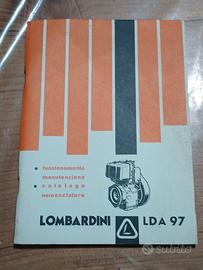 funzionamento
manutenzione
catalogo
nomenclatore
LOMBARDINI LDA 97
subito